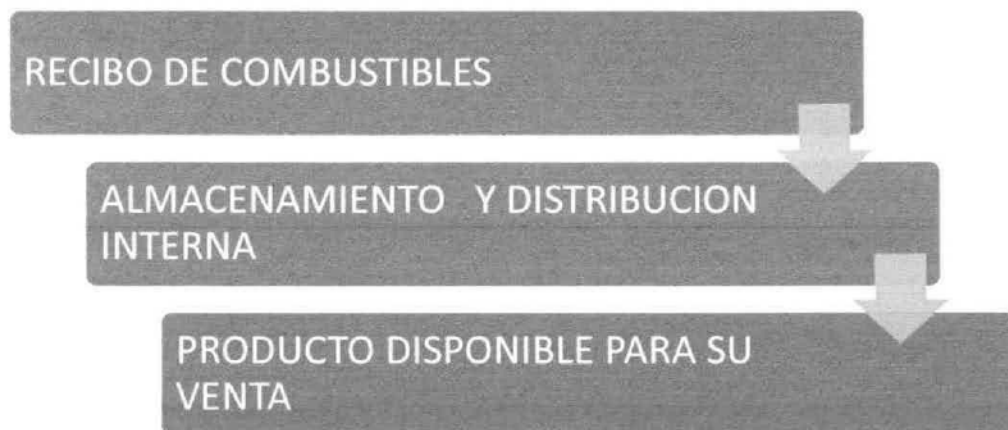 RECIBO DE COMBUSTIBLES
ALMACENAMIENTO Y DISTRIBUCION
INTERNA
PRODUCTO DISPONIBLE PARA SU
VENTA